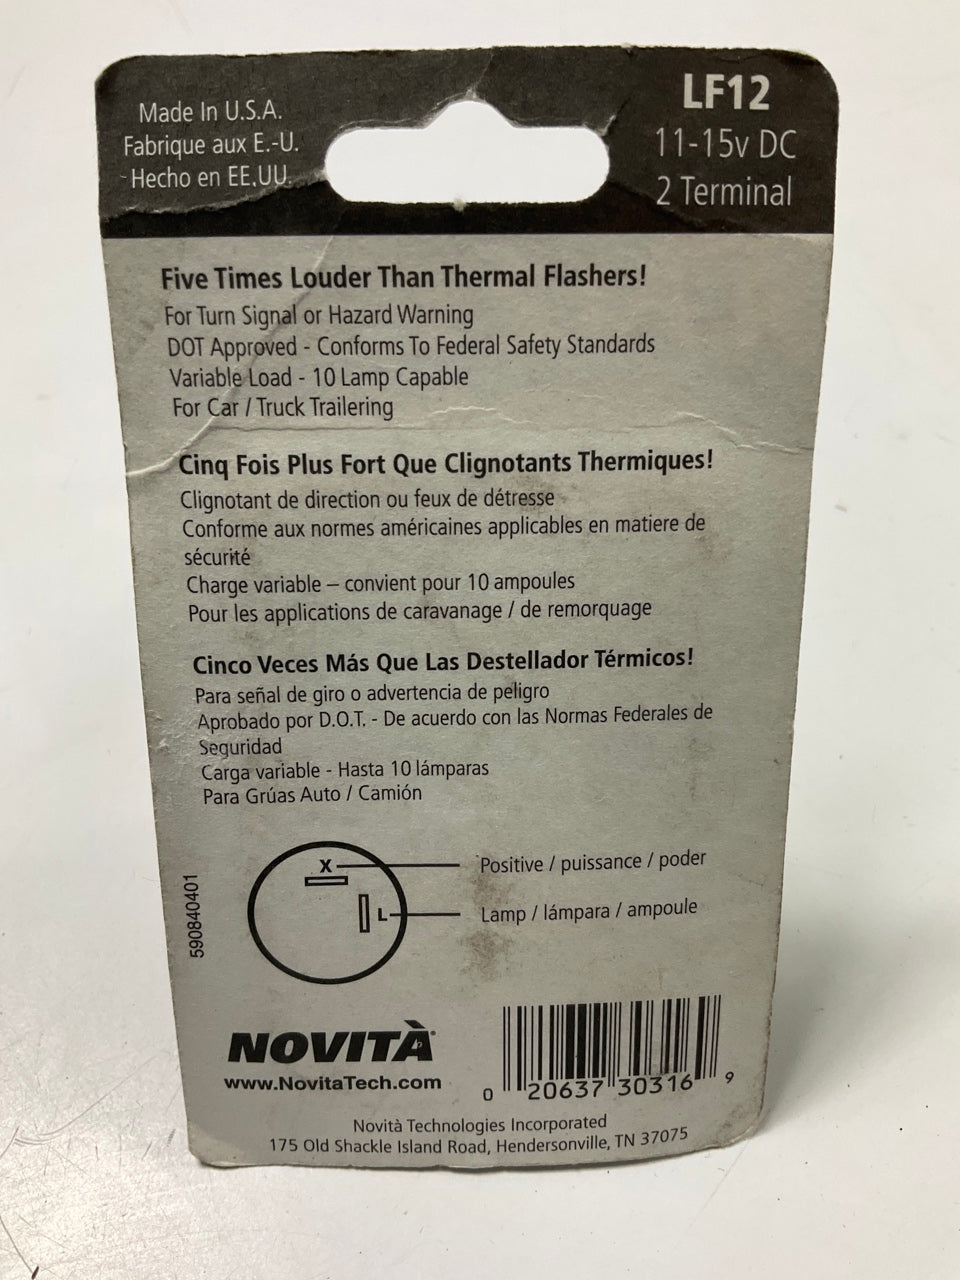 Made In U.S.A.
Fabrique aux E.-U.
Hecho en EE.UU.
LF12
11-15v DC
2 Terminal
Five Times Louder Than Thermal Flashers!
For Turn Signal or Hazard Warning
DOT Approved - Conforms To Federal Safety Standards
Variable Load - 10 Lamp Capable
For Car / Truck Trailering
Cinq Fois Plus Fort Que Clignotants Thermiques!
Clignotant de direction ou feux de détresse
Conforme aux normes américaines applicables en matiere de
sécurité
Charge variable – convient pour 10 ampoules
Pour les applications de caravanage / de remorquage
Cinco Veces Más Que Las Destellador Térmicos!
Para señal de giro o advertencia de peligro
Aprobado por D.O.T. - De acuerdo con las Normas Federales de
Seguridad
Carga variable - Hasta 10 lámparas
Para Grúas Auto / Camión
X
Positive / puissance / poder
L
Lamp / lámpara / ampoule
590840401
NOVITÀ
www.NovitaTech.com
0 20637 30316 9
Novità Technologies Incorporated
175 Old Shackle Island Road, Hendersonville, TN 37075